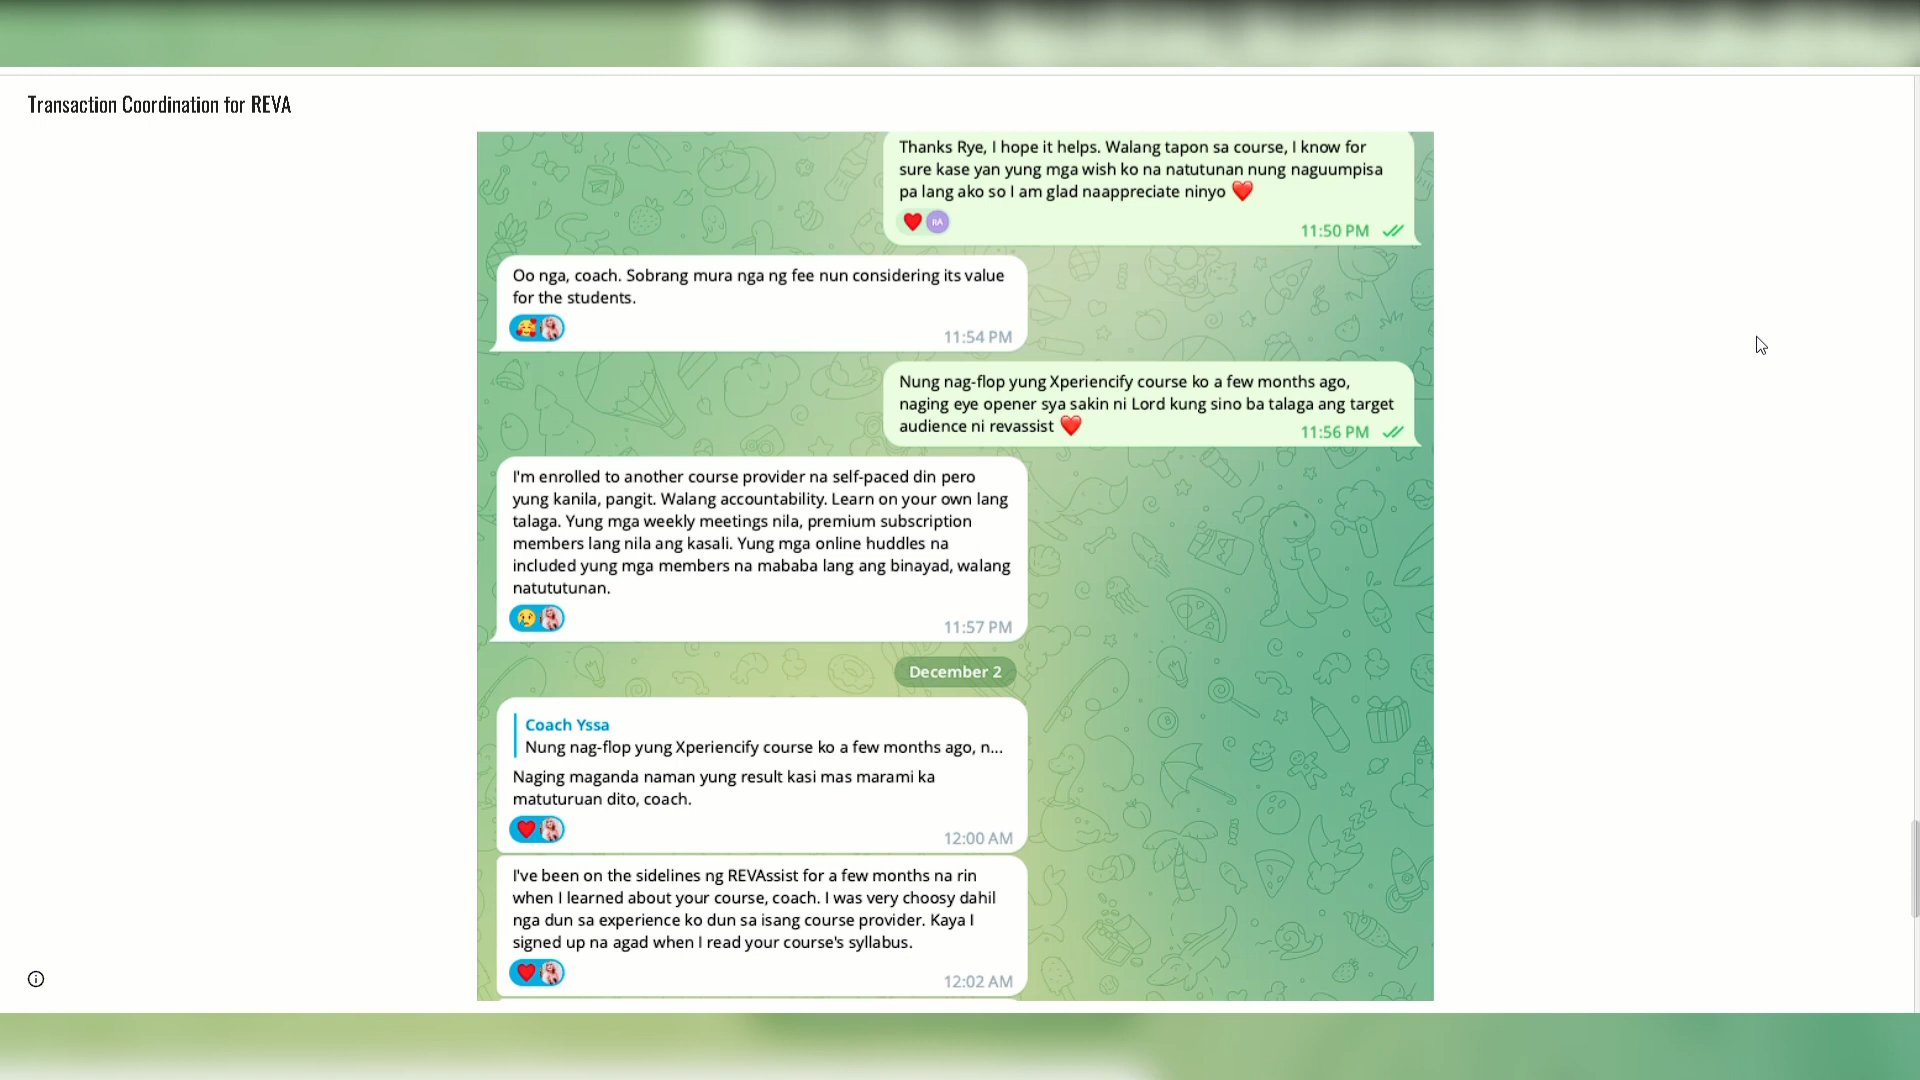 Transaction Coordination for REVA
Thanks Rye, I hope it helps. Walang tapon sa course, I know for
sure kase yan yung mga wish ko na natutunan nung naguumpisa
pa lang ako so I am glad naappreciate ninyo ❤️
❤️ RA
11:50 PM
Oo nga, coach. Sobrang mura nga ng fee nun considering its value
for the students.
11:54 PM
Nung nag-flop yung Xperiencify course ko a few months ago,
naging eye opener sya sakin ni Lord kung sino ba talaga ang target
audience ni revassist ❤️
11:56 PM
I'm enrolled to another course provider na self-paced din pero
yung kanila, pangit. Walang accountability. Learn on your own lang
talaga. Yung mga weekly meetings nila, premium subscription
members lang nila ang kasali. Yung mga online huddles na
included yung mga members na mababa lang ang binayad, walang
natututunan.
11:57 PM
December 2
Coach Yssa
Nung nag-flop yung Xperiencify course ko a few months ago, n...
Naging maganda naman yung result kasi mas marami ka
matuturuan dito, coach.
12:00 AM
I've been on the sidelines ng REVAssist for a few months na rin
when I learned about your course, coach. I was very choosy dahil
nga dun sa experience ko dun sa isang course provider. Kaya I
signed up na agad when I read your course's syllabus.
12:02 AM